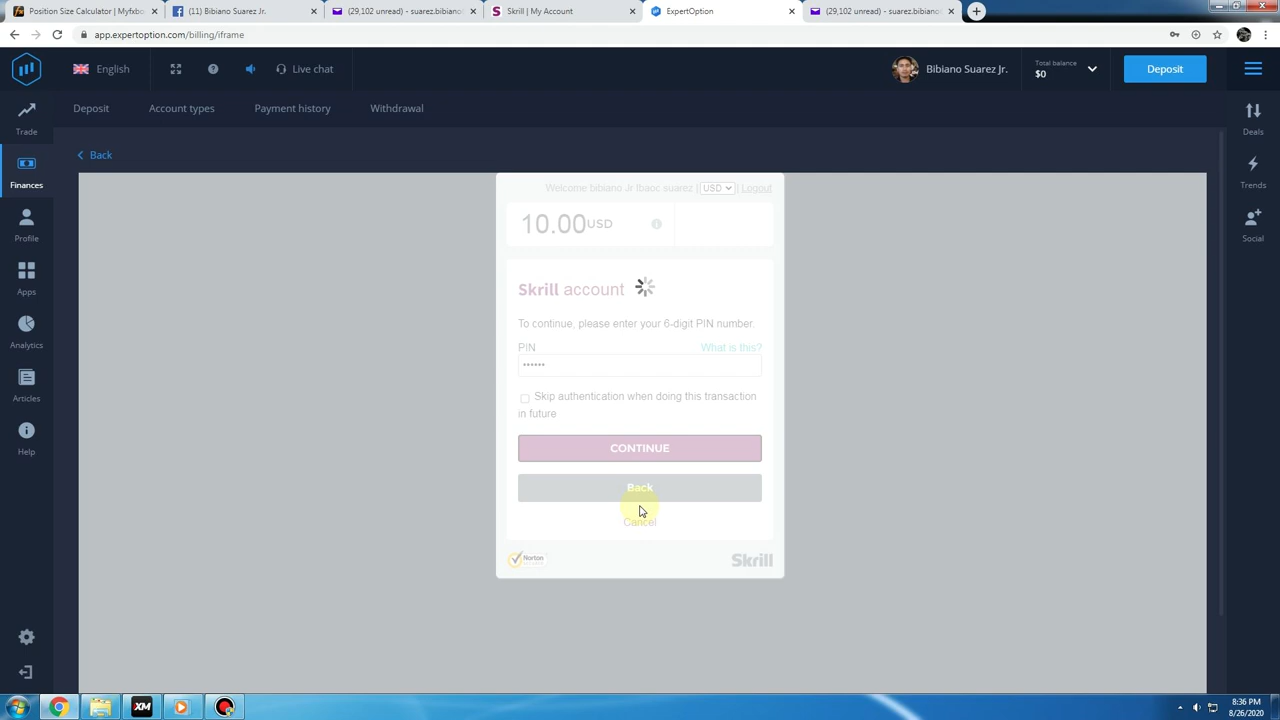 Position Size Calculator | Myfxbo
(11) Bibiano Suarez Jr.
(29,102 unread) - suarez.bibiano
Skrill | My Account
ExpertOption
(29,102 unread) - suarez.bibiano
app.expertoption.com/billing/iframe
English
Live chat
Bibiano Suarez Jr.
Total balance
$0
Deposit
Trade
Deposit
Account types
Payment history
Withdrawal
Deals
Finances
Back
Trends
Welcome bibiano Jr Ibaoc suarez | USD | Logout
10.00 USD
Profile
Social
Skrill account
Apps
To continue, please enter your 6-digit PIN number.
PIN
What is this?
••••••
Analytics
Skip authentication when doing this transaction
in future
Articles
CONTINUE
Help
Back
Cancel
Norton
Skrill
XM
8:36 PM
8/26/2020